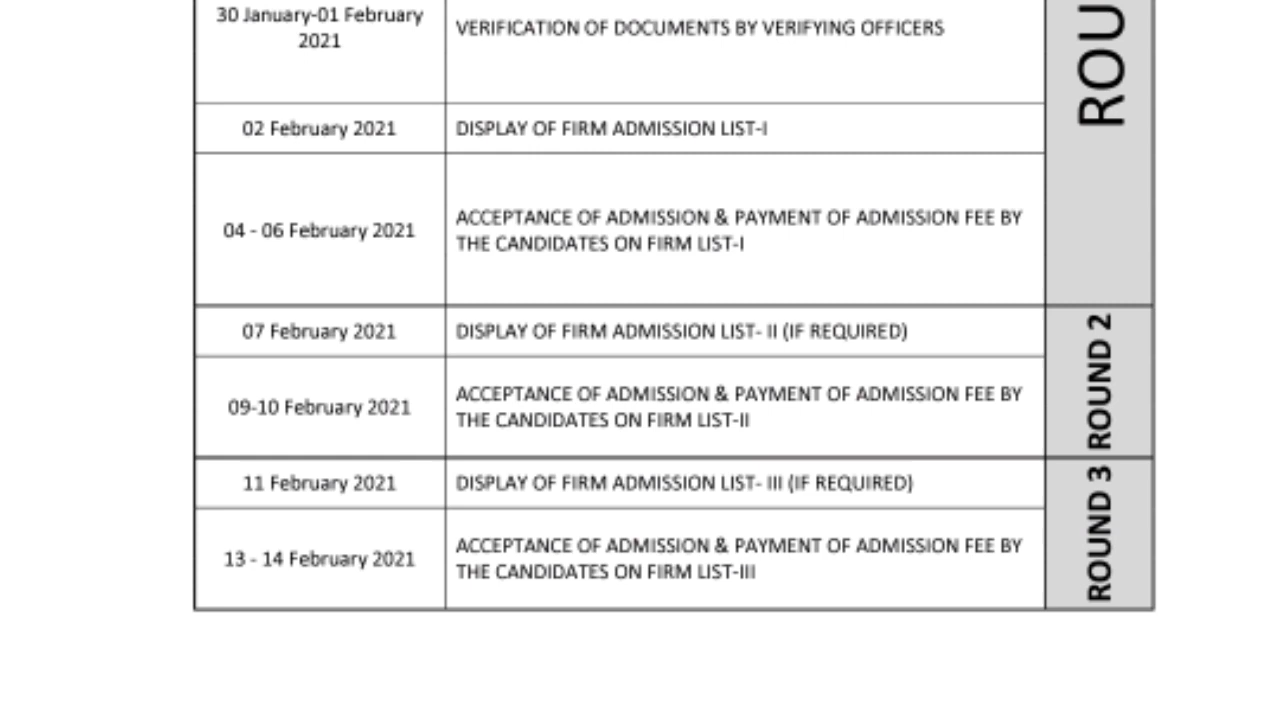 30 January-01 February
2021
VERIFICATION OF DOCUMENTS BY VERIFYING OFFICERS
ROU
02 February 2021
DISPLAY OF FIRM ADMISSION LIST-I
04 - 06 February 2021
ACCEPTANCE OF ADMISSION & PAYMENT OF ADMISSION FEE BY
THE CANDIDATES ON FIRM LIST-I
07 February 2021
DISPLAY OF FIRM ADMISSION LIST- II (IF REQUIRED)
ROUND 2
09-10 February 2021
ACCEPTANCE OF ADMISSION & PAYMENT OF ADMISSION FEE BY
THE CANDIDATES ON FIRM LIST-II
11 February 2021
DISPLAY OF FIRM ADMISSION LIST- III (IF REQUIRED)
ROUND 3
13 - 14 February 2021
ACCEPTANCE OF ADMISSION & PAYMENT OF ADMISSION FEE BY
THE CANDIDATES ON FIRM LIST-III